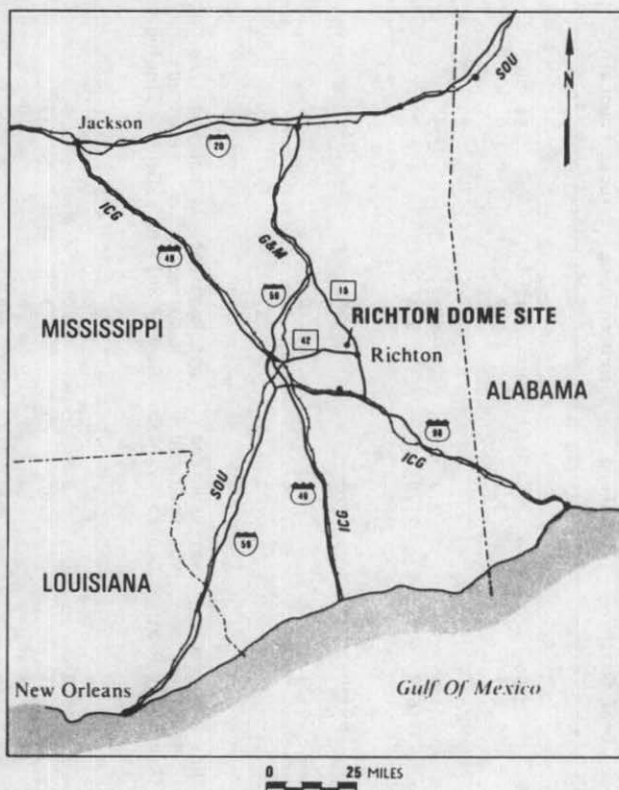 SOU
N
Jackson
20
ICG
49
G&M
59
15
RICHTON DOME SITE
MISSISSIPPI
42
Richton
ALABAMA
98
ICG
SOU
49
ICG
59
LOUISIANA
New Orleans
Gulf Of Mexico
0 25 MILES